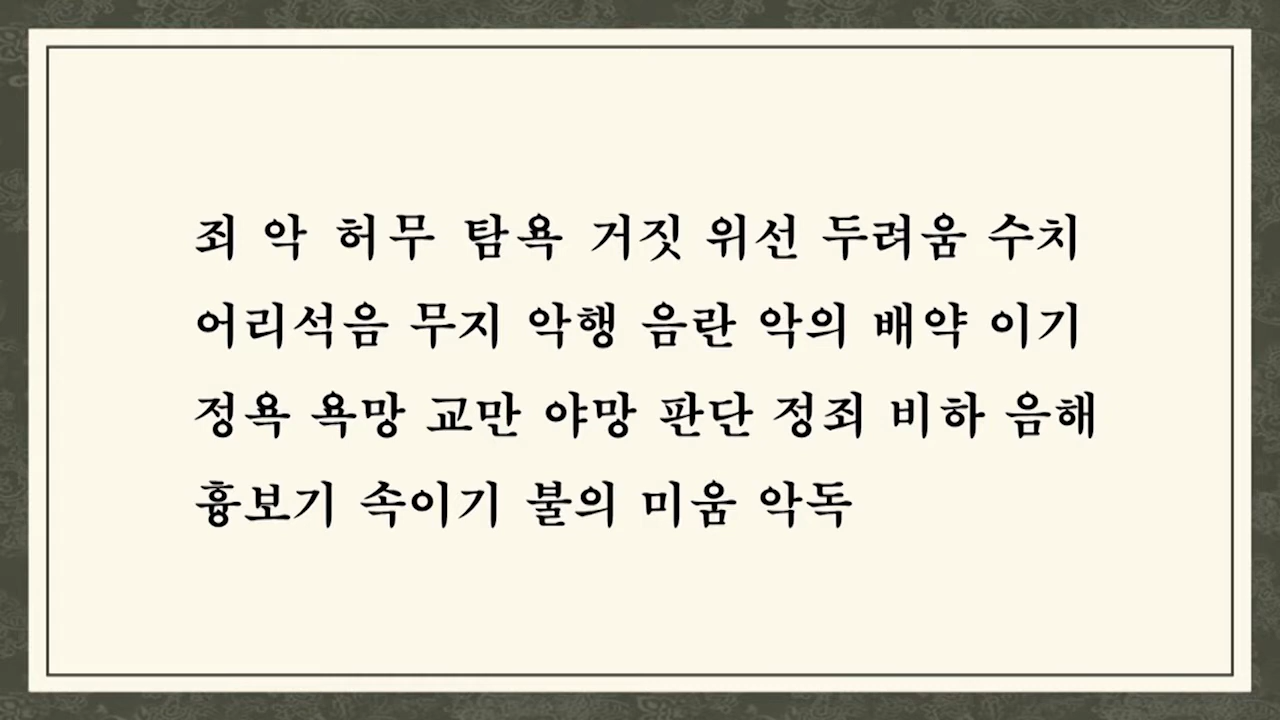 죄 악 허무 탐욕 거짓 위선 두려움 수치
어리석음 무지 악행 음란 악의 배약 이기
정욕 욕망 교만 야망 판단 정죄 비하 음해
흉보기 속이기 불의 미움 악독